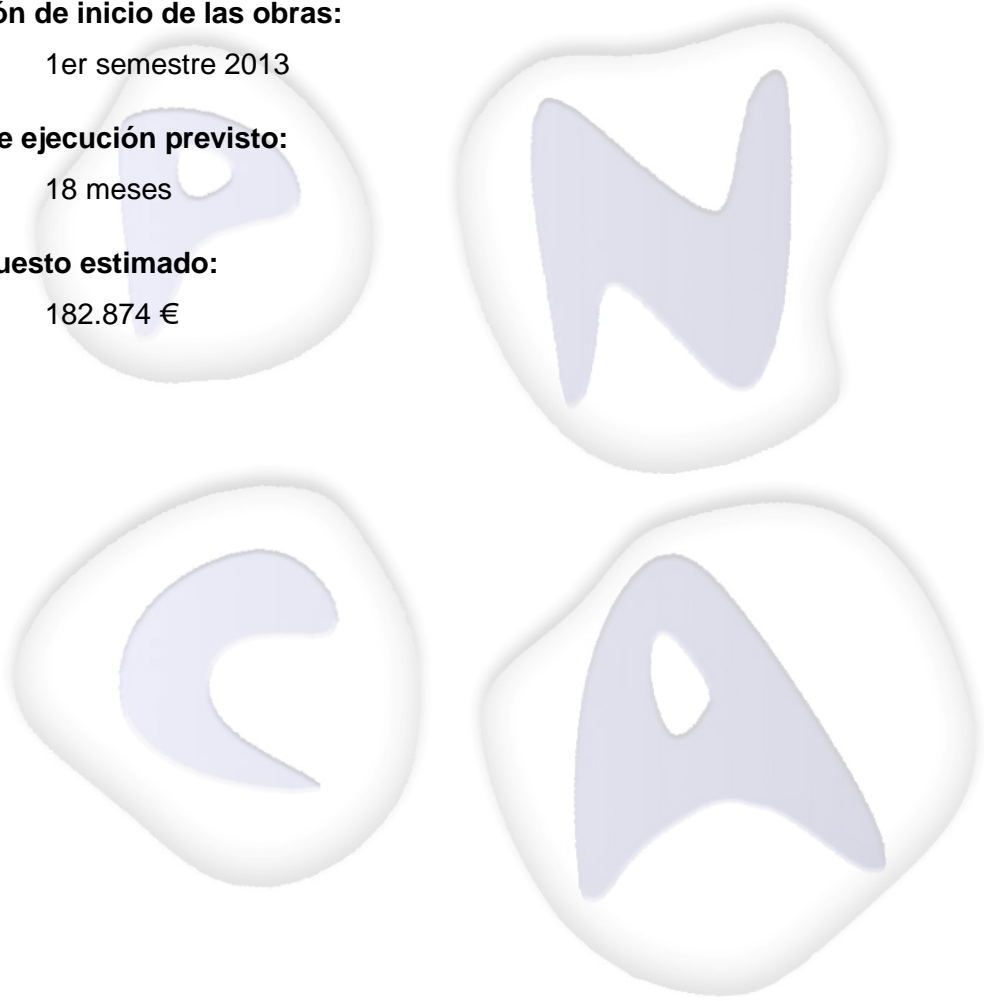 ón de inicio de las obras:
1er semestre 2013
e ejecución previsto:
18 meses
uesto estimado:
182.874 €
P N
C A